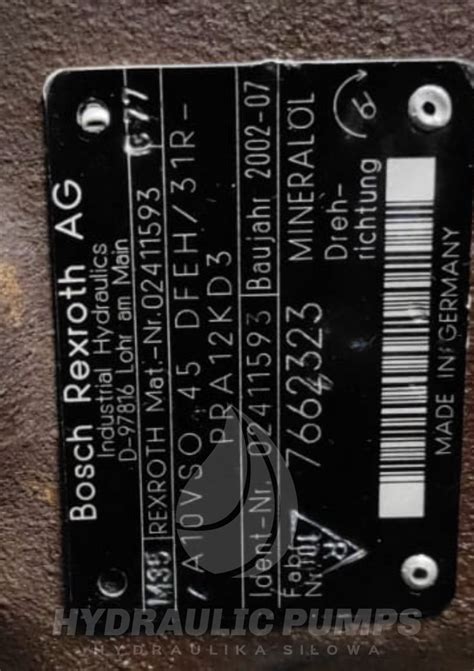 Bosch Rexroth AG
Industrial Hydraulics
D-97816 Lohr am Main
M35 REXROTH Mat.-Nr. 02411593
A10VSO 45 DFEH/31R-
PRA12KD3
Ident-Nr. 02411593 Baujahr 2002-07
Fabr. 7662323 MINERALÖL
Nr.
Dreh-
richtung
MADE IN GERMANY
HYDRAULIC PUMPS
HYDRAULIKA SIŁOWA